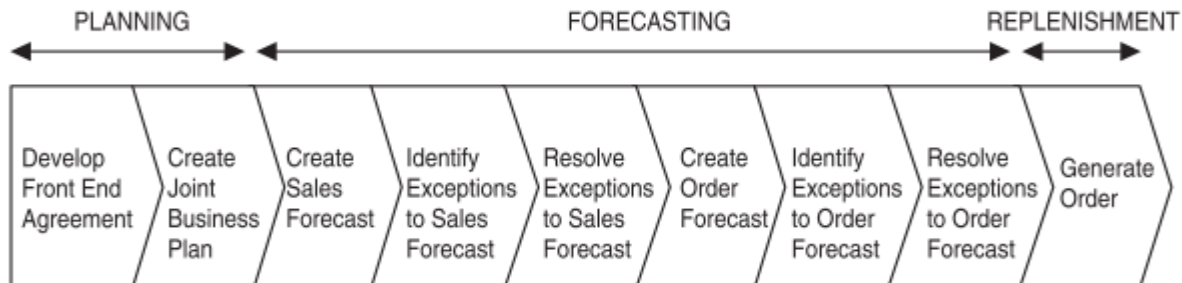 PLANNING
FORECASTING
REPLENISHMENT
Develop
Front End
Agreement
Create
Joint
Business
Plan
Create
Sales
Forecast
Identify
Exceptions
to Sales
Forecast
Resolve
Exceptions
to Sales
Forecast
Create
Order
Forecast
Identify
Exceptions
to Order
Forecast
Resolve
Exceptions
to Order
Forecast
Generate
Order